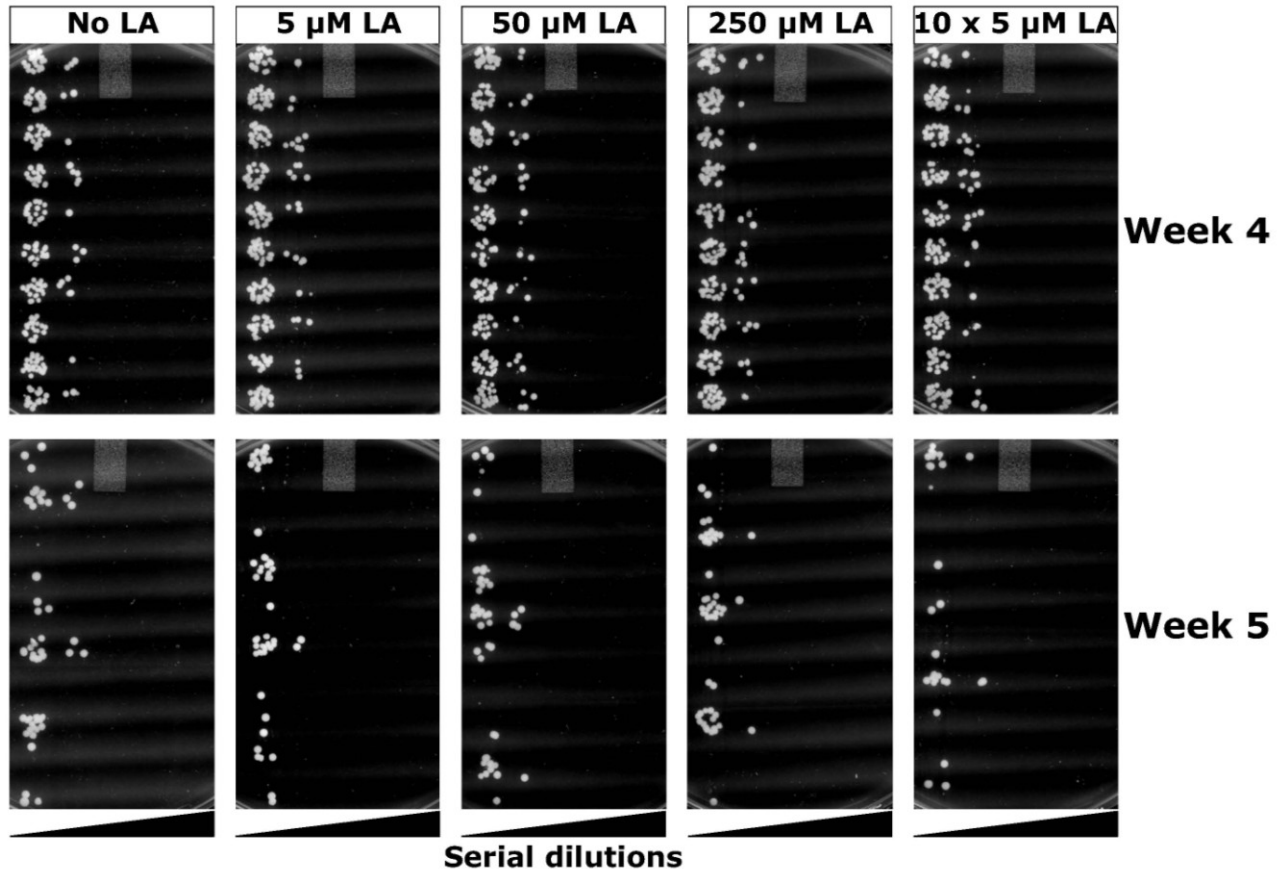 No LA
5 µM LA
50 µM LA
250 µM LA
10 x 5 µM LA
Week 4
Week 5
Serial dilutions